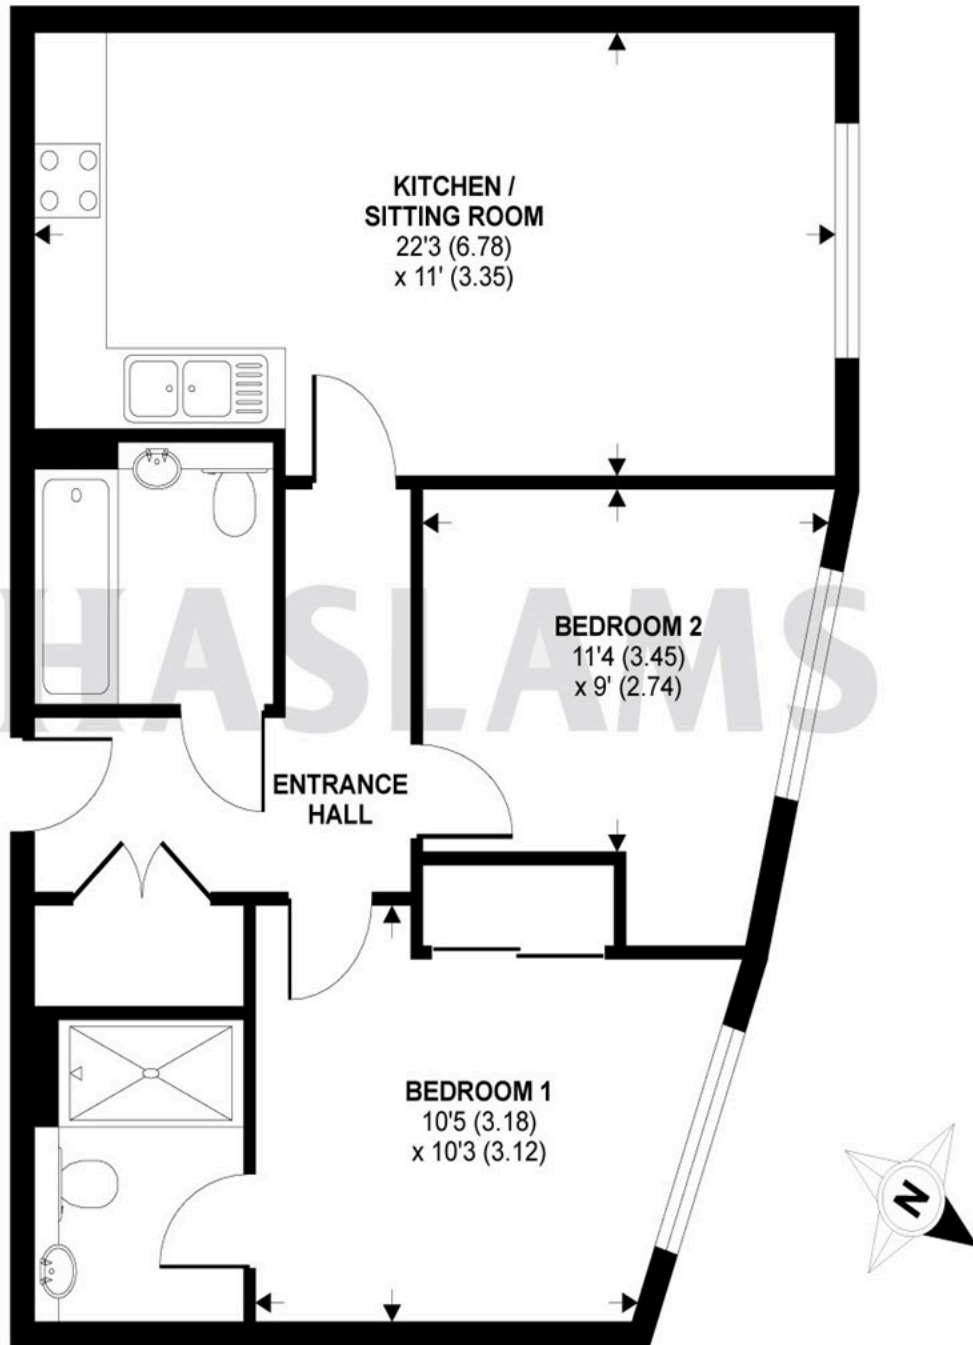 KITCHEN /
SITTING ROOM
22'3 (6.78)
x 11' (3.35)
HASLAMS
BEDROOM 2
11'4 (3.45)
x 9' (2.74)
ENTRANCE
HALL
BEDROOM 1
10'5 (3.18)
x 10'3 (3.12)
N